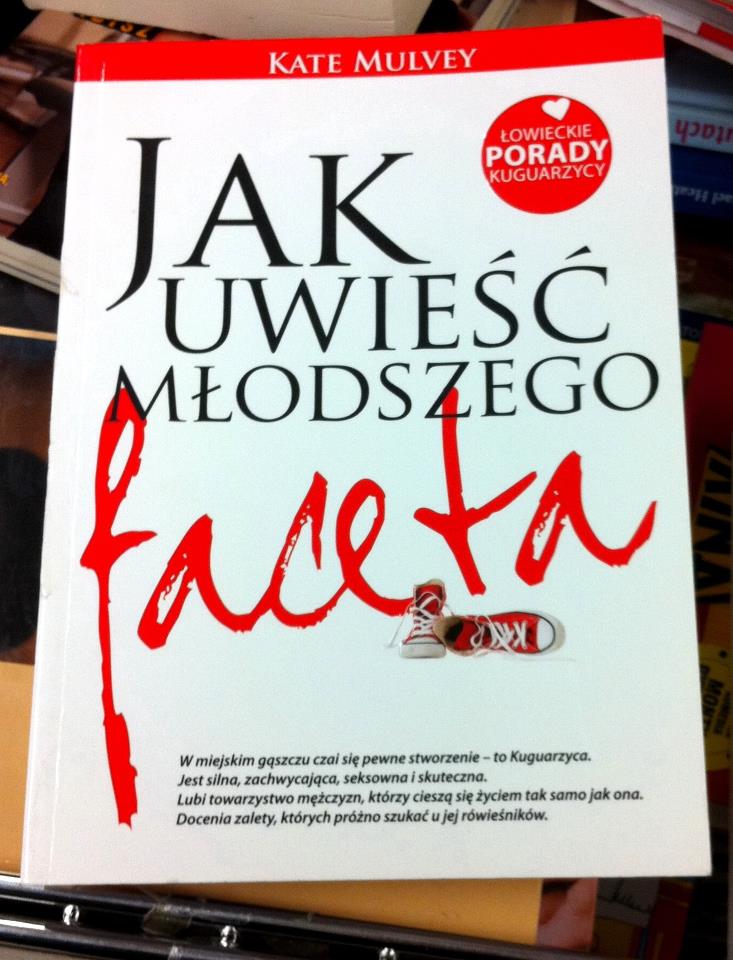 KATE MULVEY
ŁOWIECKIE
PORADY
KUGUARZYCY
JAK
UWIEŚĆ
MŁODSZEGO
faceta
W miejskim gąszczu czai się pewne stworzenie – to Kuguarzyca.
Jest silna, zachwycająca, seksowna i skuteczna.
Lubi towarzystwo mężczyzn, którzy cieszą się życiem tak samo jak ona.
Docenia zalety, których próżno szukać u jej rówieśników.